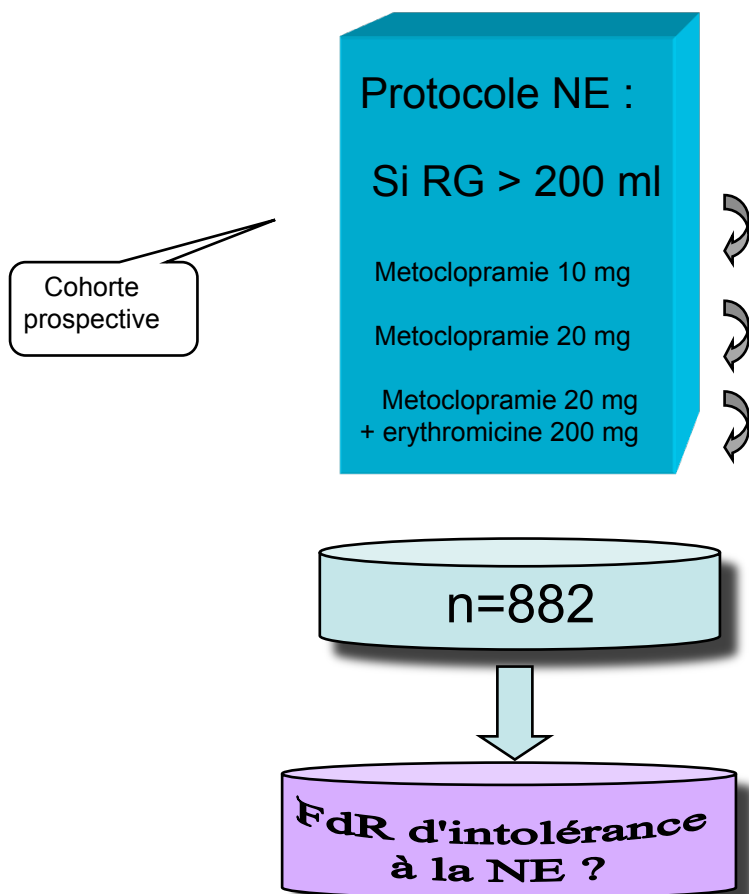 Protocole NE :
Si RG > 200 ml
Cohorte
prospective
Metoclopramie 10 mg
Metoclopramie 20 mg
Metoclopramie 20 mg
+ erythromicine 200 mg
n=882
FdR d'intolérance
à la NE ?